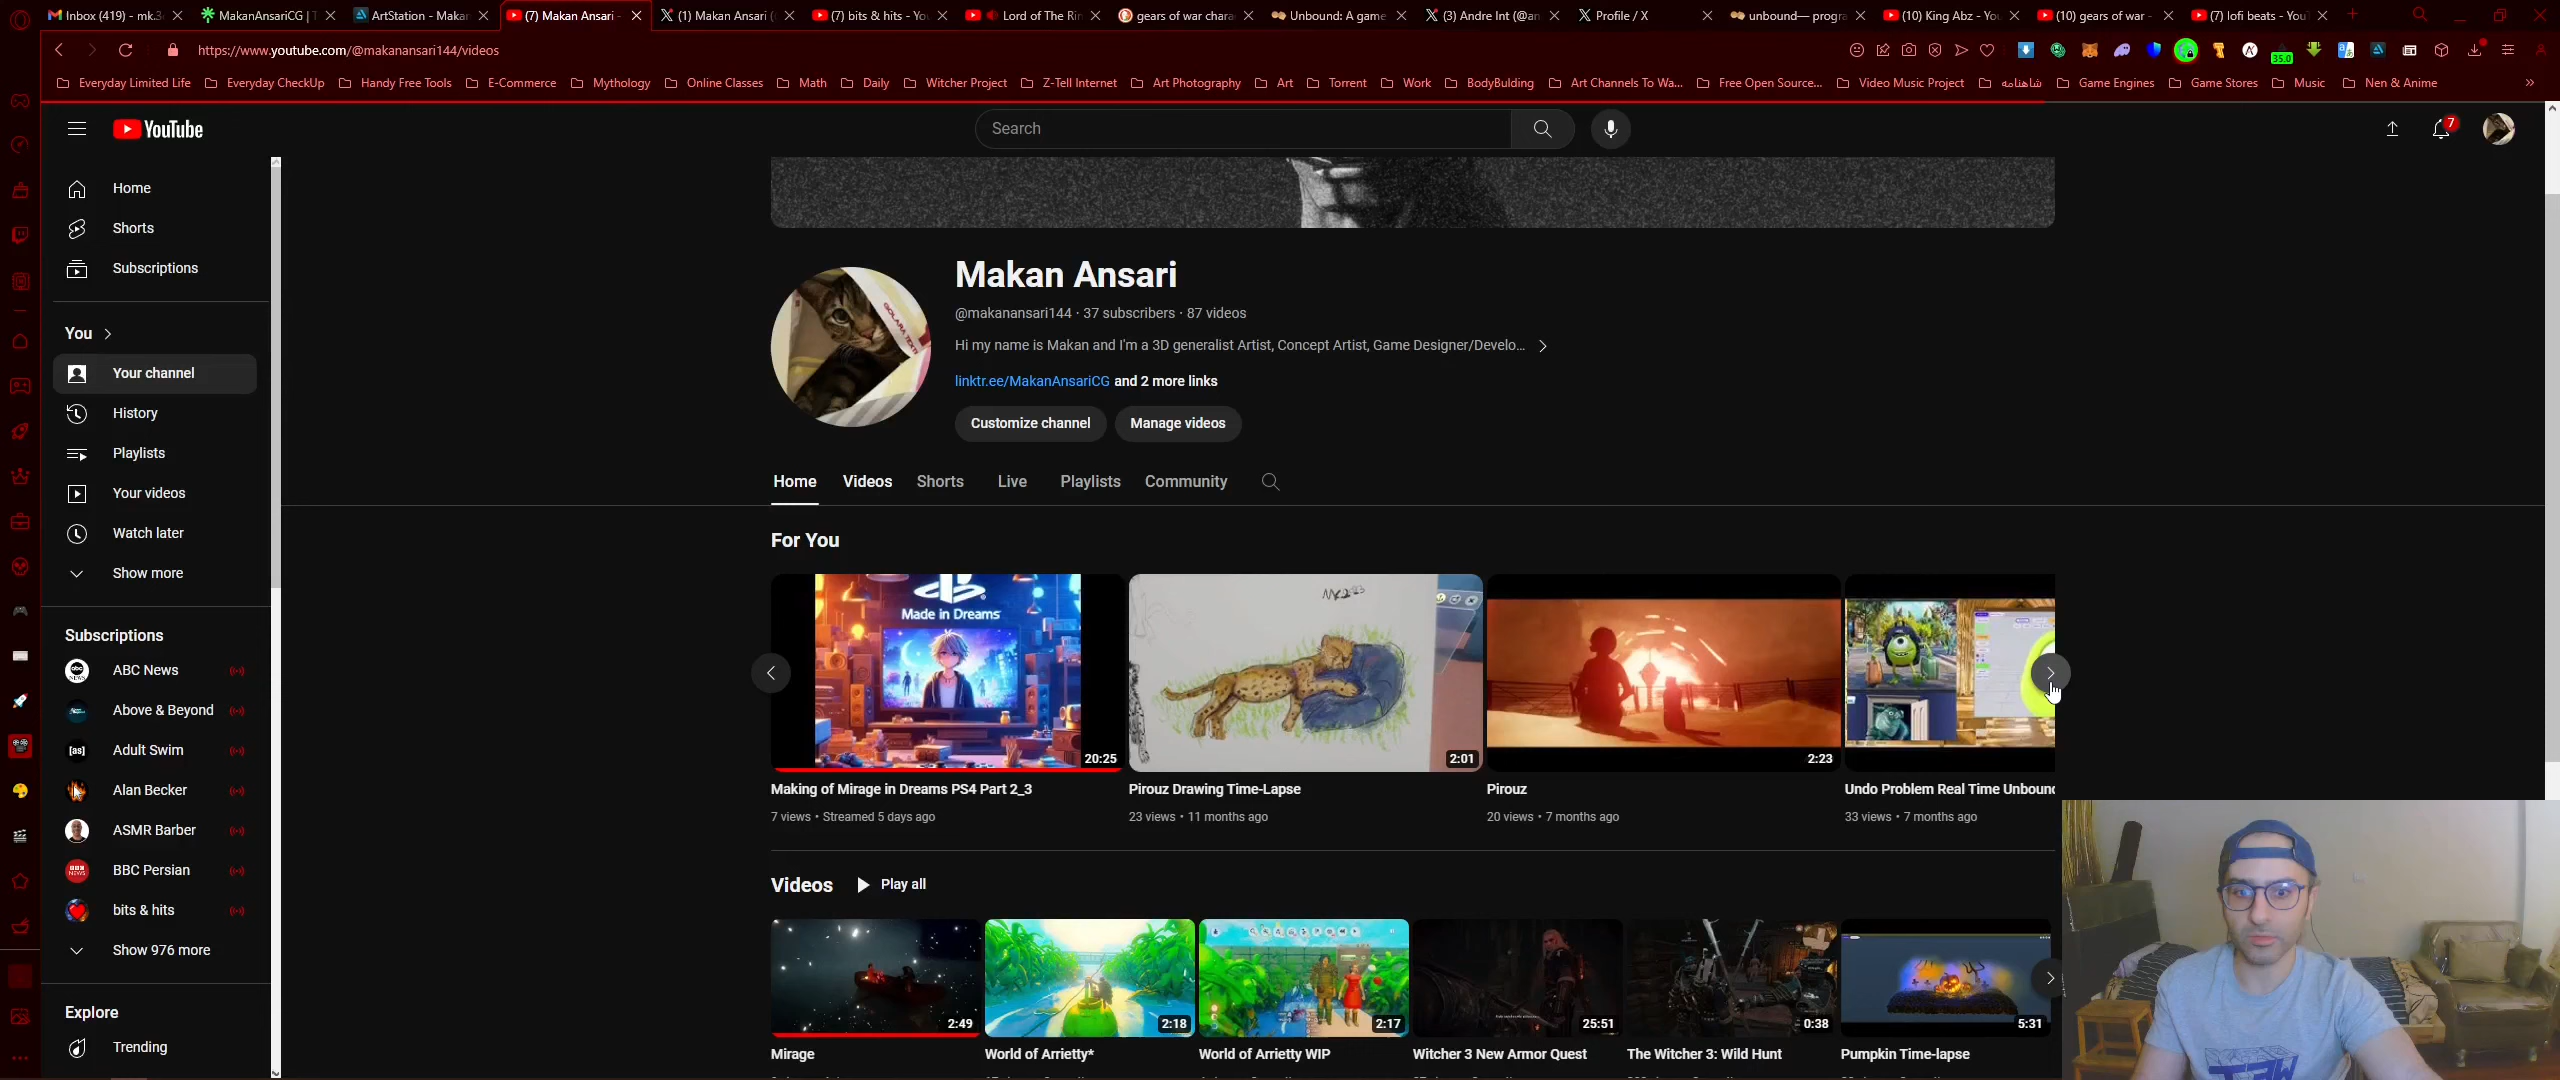 Inbox (419) - mk.3
MakanAnsariCG | T
ArtStation - Makan
(7) Makan Ansari -
(1) Makan Ansari (
(7) bits & hits - You
Lord of The Rin
gears of war chara
Unbound: A game
(3) Andre Int (@an
Profile / X
unbound— progra
(10) King Abz - You
(10) gears of war -
(7) lofi beats - YouT
https://www.youtube.com/@makanansari144/videos
35.0
Everyday Limited Life
Everyday CheckUp
Handy Free Tools
E-Commerce
Mythology
Online Classes
Math
Daily
Witcher Project
Z-Tell Internet
Art Photography
Art
Torrent
Work
BodyBulding
Art Channels To Wa...
Free Open Source...
Video Music Project
شاهنامه
Game Engines
Game Stores
Music
Nen & Anime
YouTube
Search
7
Home
Shorts
Subscriptions
You
Your channel
History
Playlists
Your videos
Watch later
Show more
Subscriptions
ABC News
Above & Beyond
Adult Swim
Alan Becker
ASMR Barber
BBC Persian
bits & hits
Show 976 more
Explore
Trending
Makan Ansari
@makanansari144 · 37 subscribers · 87 videos
Hi my name is Makan and I'm a 3D generalist Artist, Concept Artist, Game Designer/Develo...
linktr.ee/MakanAnsariCG and 2 more links
Customize channel
Manage videos
Home
Videos
Shorts
Live
Playlists
Community
For You
Made in Dreams
20:25
2:01
2:23
Making of Mirage in Dreams PS4 Part 2_3
7 views • Streamed 5 days ago
Pirouz Drawing Time-Lapse
23 views • 11 months ago
Pirouz
20 views • 7 months ago
Undo Problem Real Time Unbound
33 views • 7 months ago
Videos
Play all
2:49
2:18
2:17
25:51
0:38
5:31
Mirage
World of Arrietty*
World of Arrietty WIP
Witcher 3 New Armor Quest
The Witcher 3: Wild Hunt
Pumpkin Time-lapse